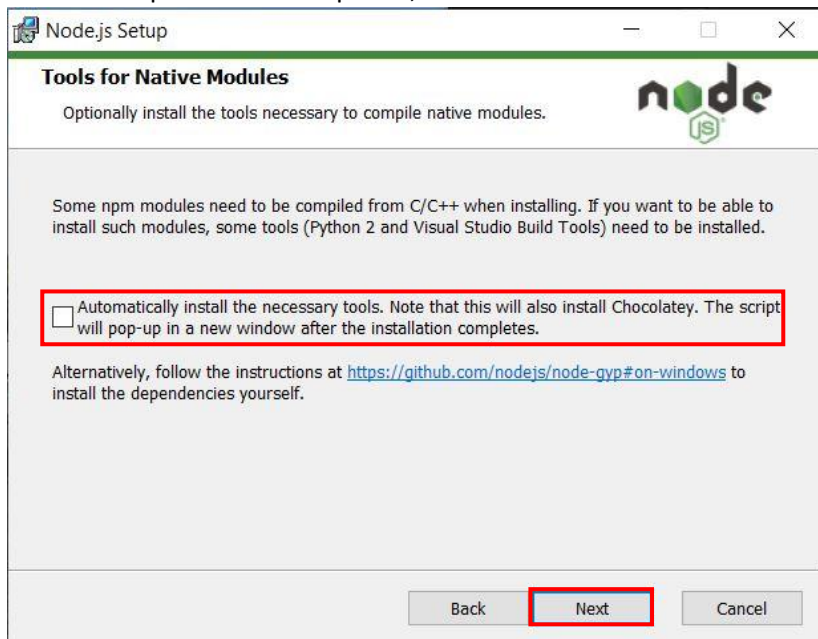 Node.js Setup
Tools for Native Modules
Optionally install the tools necessary to compile native modules.
node
JS
Some npm modules need to be compiled from C/C++ when installing. If you want to be able to
install such modules, some tools (Python 2 and Visual Studio Build Tools) need to be installed.
Automatically install the necessary tools. Note that this will also install Chocolatey. The script
will pop-up in a new window after the installation completes.
Alternatively, follow the instructions at https://github.com/nodejs/node-gyp#on-windows to
install the dependencies yourself.
Back Next Cancel